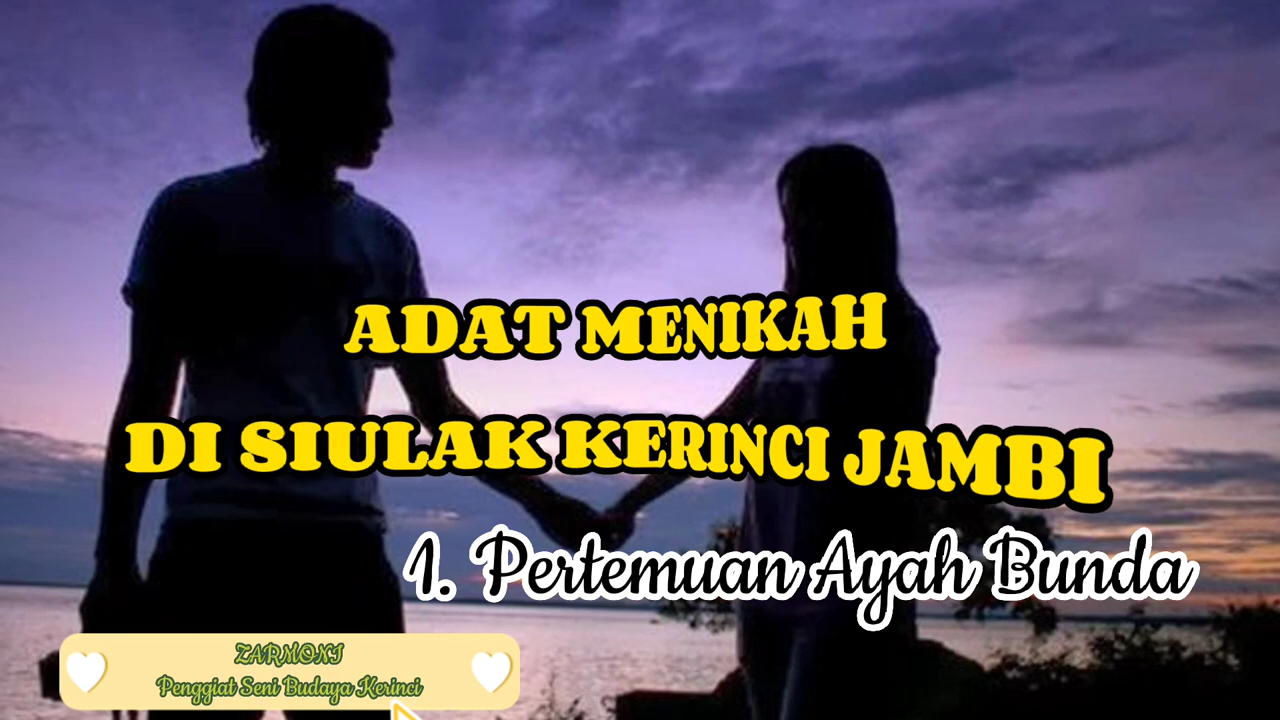 ADAT MENIKAH
DI SIULAK KERINCI JAMBI
1. Pertemuan Ayah Bunda
ZARMONI
Penggiat Seni Budaya Kerinci